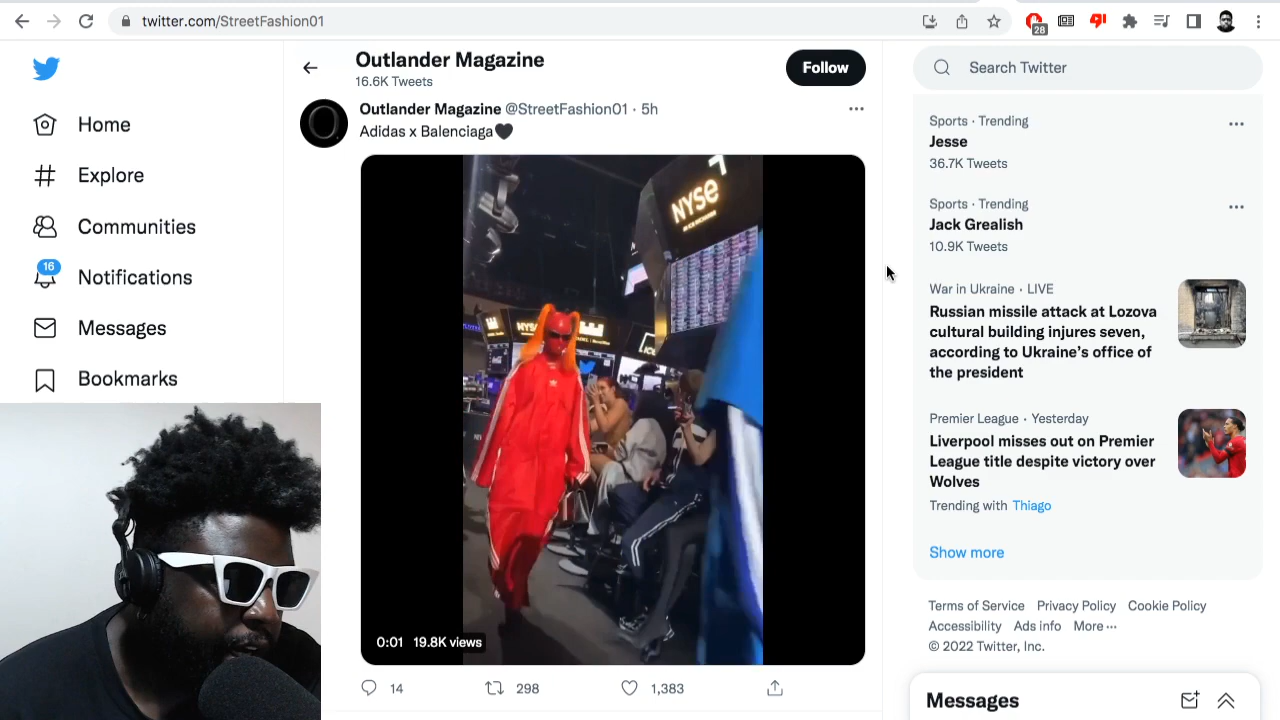 twitter.com/StreetFashion01
28
Outlander Magazine
16.6K Tweets
Follow
Search Twitter
Home
Explore
Communities
16
Notifications
Messages
Bookmarks
Outlander Magazine @StreetFashion01 · 5h
Adidas x Balenciaga🖤
NYSE
0:01 19.8K views
14
298
1,383
Sports · Trending
Jesse
36.7K Tweets
Sports · Trending
Jack Grealish
10.9K Tweets
War in Ukraine · LIVE
Russian missile attack at Lozova
cultural building injures seven,
according to Ukraine's office of
the president
Premier League · Yesterday
Liverpool misses out on Premier
League title despite victory over
Wolves
Trending with Thiago
Show more
Terms of Service Privacy Policy Cookie Policy
Accessibility Ads info More ···
© 2022 Twitter, Inc.
Messages